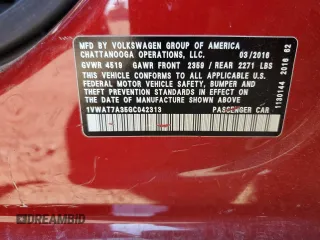 MFD BY VOLKSWAGEN GROUP OF AMERICA
CHATTANOOGA OPERATIONS, LLC. 03/2016
GVWR 4519 GAWR FRONT 2359 / REAR 2271 LBS
THIS VEHICLE CONFORMS TO ALL APPLICABLE U.S.
FEDERAL MOTOR VEHICLE SAFETY, BUMPER AND
THEFT PREVENTION STANDARDS IN EFFECT ON THE
DATE OF MANUFACTURE SHOWN ABOVE.
1VWAT7A36GC042313 PASSENGER CAR
1130144 2016 62
DREAMBID